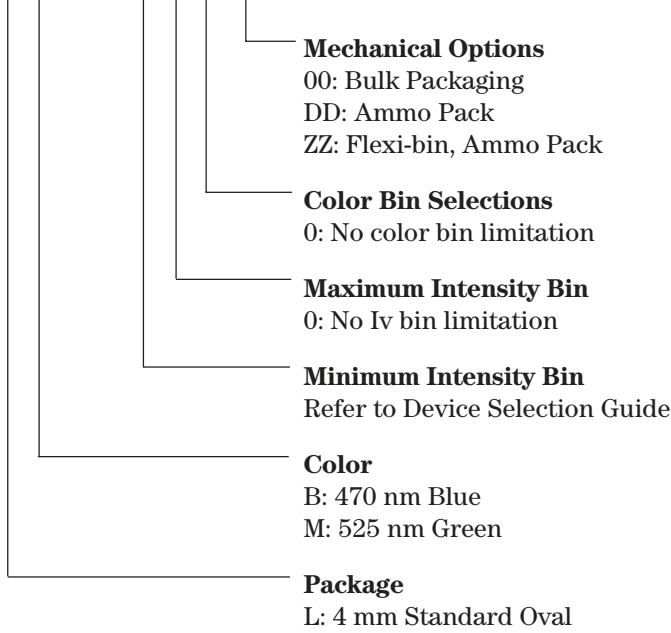 Mechanical Options
00: Bulk Packaging
DD: Ammo Pack
ZZ: Flexi-bin, Ammo Pack
Color Bin Selections
0: No color bin limitation
Maximum Intensity Bin
0: No Iv bin limitation
Minimum Intensity Bin
Refer to Device Selection Guide
Color
B: 470 nm Blue
M: 525 nm Green
Package
L: 4 mm Standard Oval